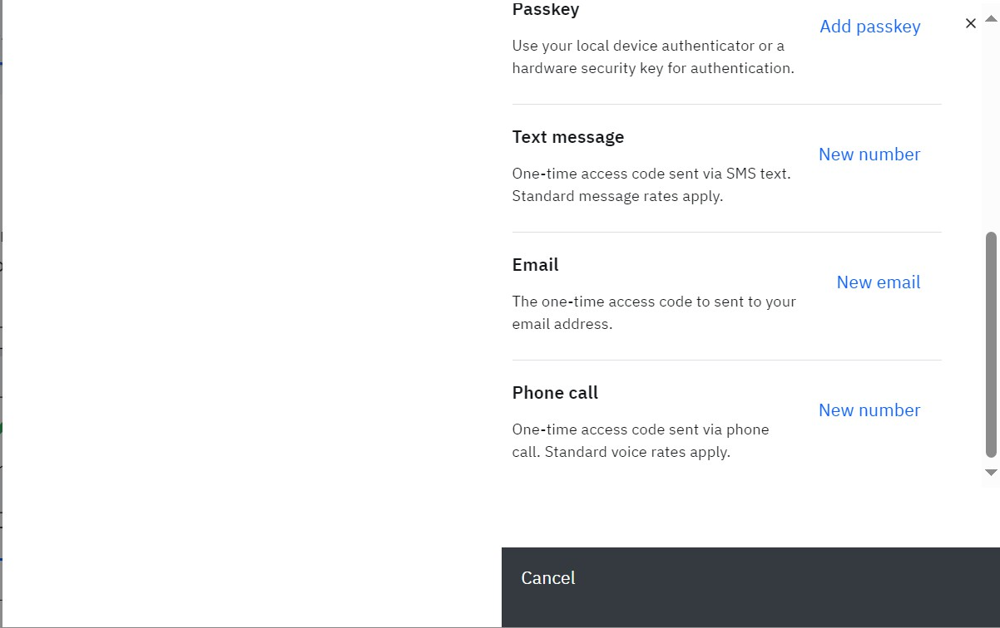 Passkey
Add passkey
Use your local device authenticator or a
hardware security key for authentication.
Text message
New number
One-time access code sent via SMS text.
Standard message rates apply.
Email
New email
The one-time access code to sent to your
email address.
Phone call
New number
One-time access code sent via phone
call. Standard voice rates apply.
Cancel